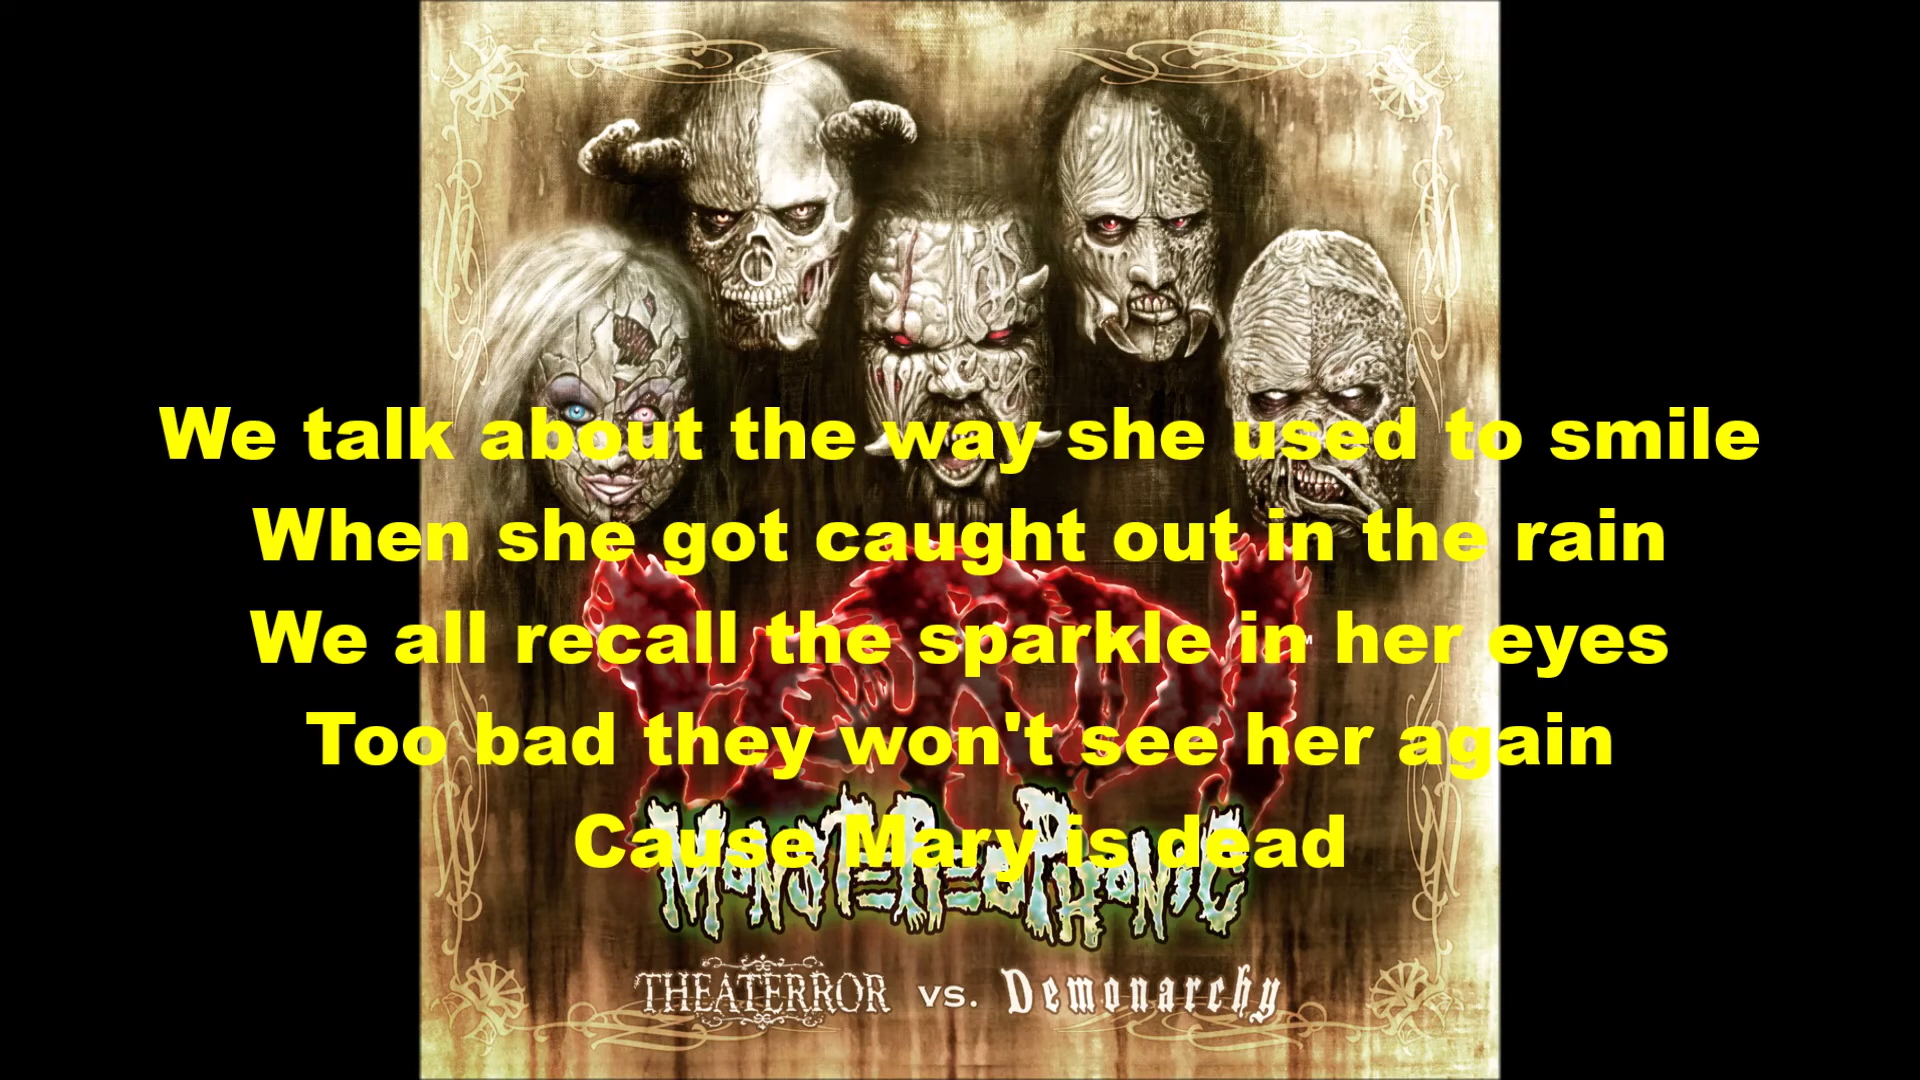 We talk about the way she used to smile
When she got caught out in the rain
We all recall the sparkle in her eyes
Too bad they won't see her again
Cause Mary is dead
LORDI
MONSTEREOPHONIC
THEATERROR vs. Demonarchy